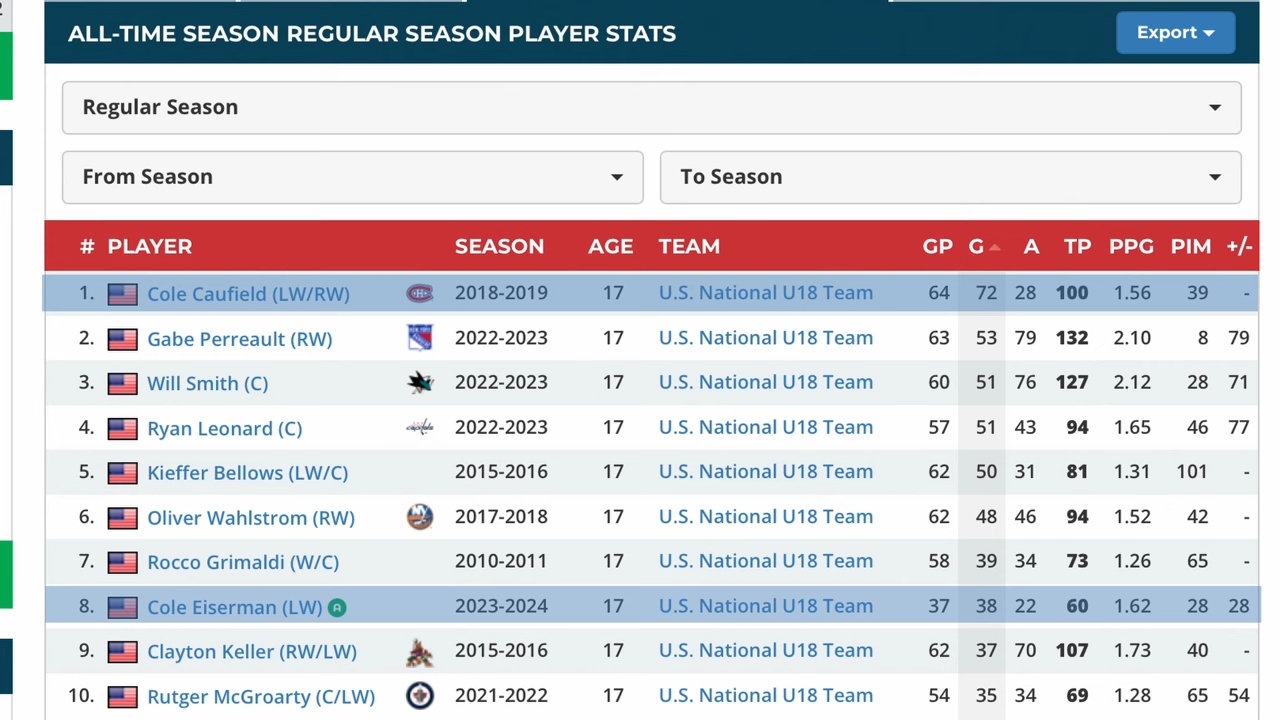 2
ALL-TIME SEASON REGULAR SEASON PLAYER STATS Export
Regular Season
From Season To Season
# PLAYER SEASON AGE TEAM GP G A TP PPG PIM +/-
1. Cole Caufield (LW/RW) 2018-2019 17 U.S. National U18 Team 64 72 28 100 1.56 39 -
2. Gabe Perreault (RW) 2022-2023 17 U.S. National U18 Team 63 53 79 132 2.10 8 79
3. Will Smith (C) 2022-2023 17 U.S. National U18 Team 60 51 76 127 2.12 28 71
4. Ryan Leonard (C) capitals 2022-2023 17 U.S. National U18 Team 57 51 43 94 1.65 46 77
5. Kieffer Bellows (LW/C) 2015-2016 17 U.S. National U18 Team 62 50 31 81 1.31 101 -
6. Oliver Wahlstrom (RW) 2017-2018 17 U.S. National U18 Team 62 48 46 94 1.52 42 -
7. Rocco Grimaldi (W/C) 2010-2011 17 U.S. National U18 Team 58 39 34 73 1.26 65 -
8. Cole Eiserman (LW) A 2023-2024 17 U.S. National U18 Team 37 38 22 60 1.62 28 28
9. Clayton Keller (RW/LW) 2015-2016 17 U.S. National U18 Team 62 37 70 107 1.73 40 -
10. Rutger McGroarty (C/LW) 2021-2022 17 U.S. National U18 Team 54 35 34 69 1.28 65 54